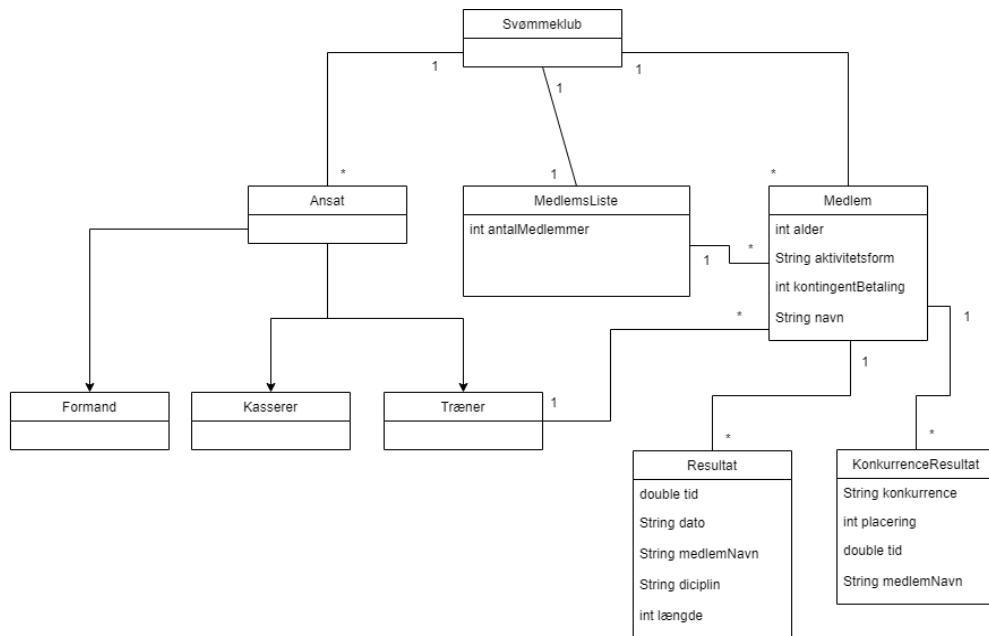 Svømmeklub
1
1
1
*
1
*
Ansat
MedlemsListe
int antalMedlemmer
Medlem
int alder
String aktivitetsform
int kontingentBetaling
String navn
1
*
*
1
1
1
Formand
Kasserer
Træner
*
*
Resultat
double tid
String dato
String medlemNavn
String diciplin
int længde
KonkurrenceResultat
String konkurrence
int placering
double tid
String medlemNavn